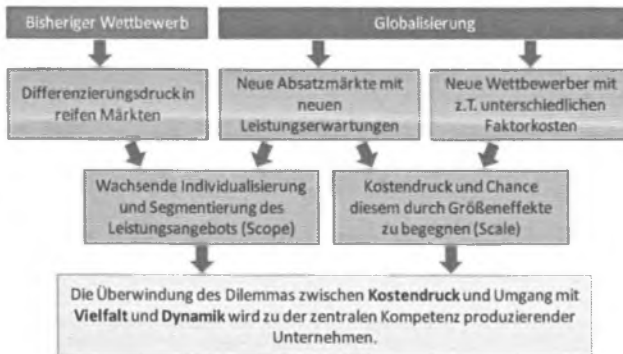 Bisheriger Wettbewerb
Globalisierung
Differenzierungsdruck in
reifen Märkten
Neue Absatzmärkte mit
neuen
Leistungserwartungen
Neue Wettbewerber mit
z.T. unterschiedlichen
Faktorkosten
Wachsende Individualisierung
und Segmentierung des
Leistungsangebots (Scope)
Kostendruck und Chance
diesem durch Größeneffekte
zu begegnen (Scale)
Die Überwindung des Dilemmas zwischen Kostendruck und Umgang mit
Vielfalt und Dynamik wird zu der zentralen Kompetenz produzierender
Unternehmen.